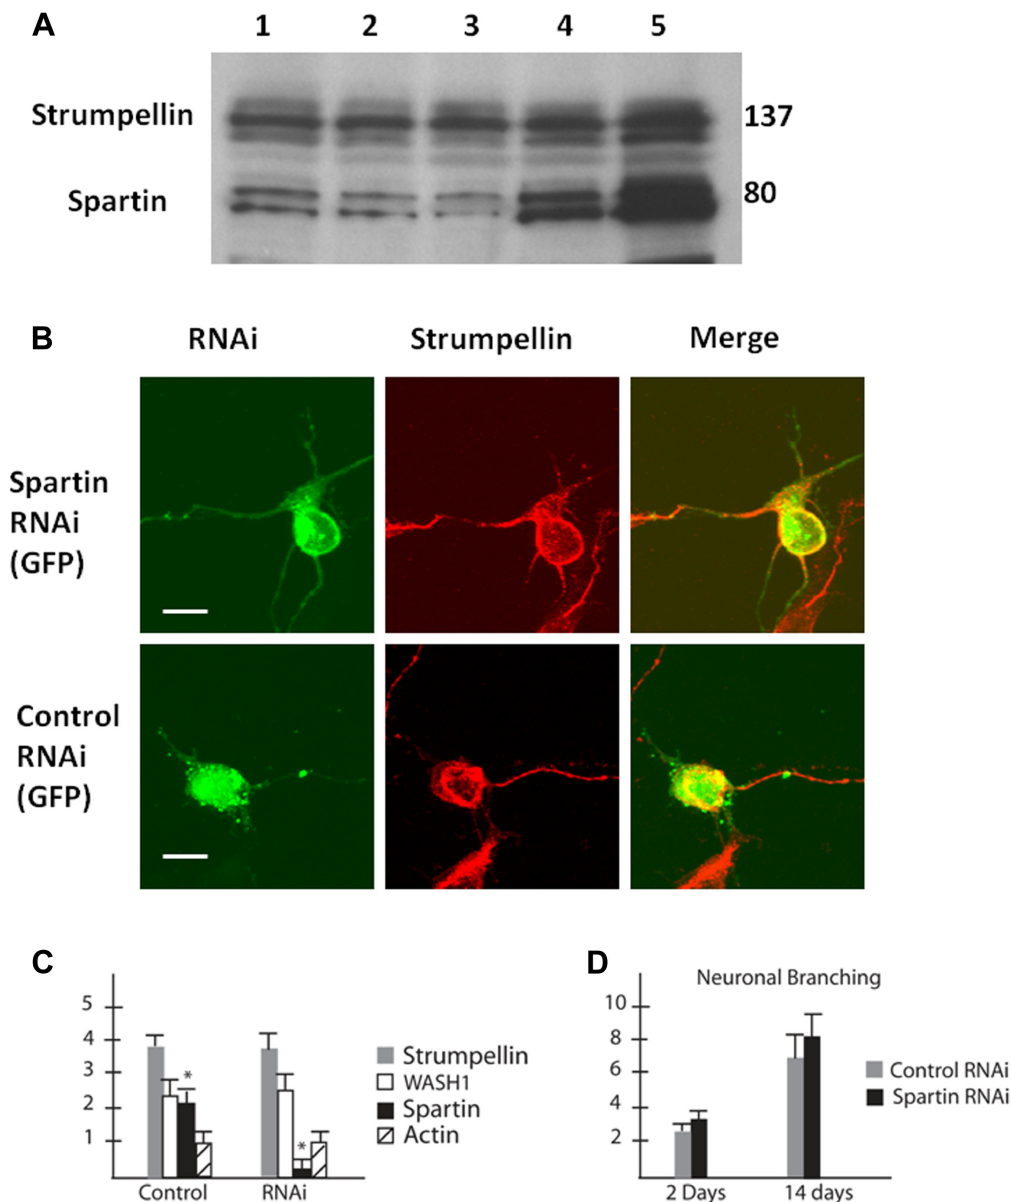 A
1 2 3 4 5
Strumpellin
137
Spartin
80
B
RNAi Strumpellin Merge
Spartin
RNAi
(GFP)
Control
RNAi
(GFP)
C
5
4
3
2
1
*
*
Control RNAi
Strumpellin
WASH1
Spartin
Actin
D
Neuronal Branching
10
8
6
4
2
2 Days 14 days
Control RNAi
Spartin RNAi